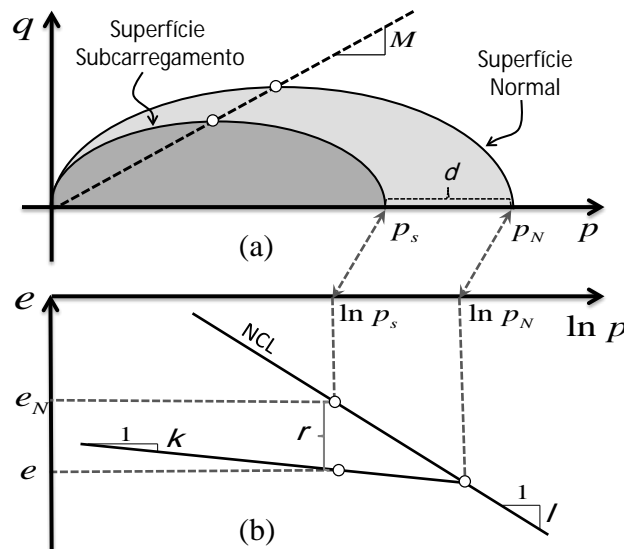 q
Superfície
Subcarregamento
M
Superfície
Normal
d
p_s
p_N
p
(a)
e
ln p_s
ln p_N
ln p
NCL
e_N
1
k
r
e
1
l
(b)